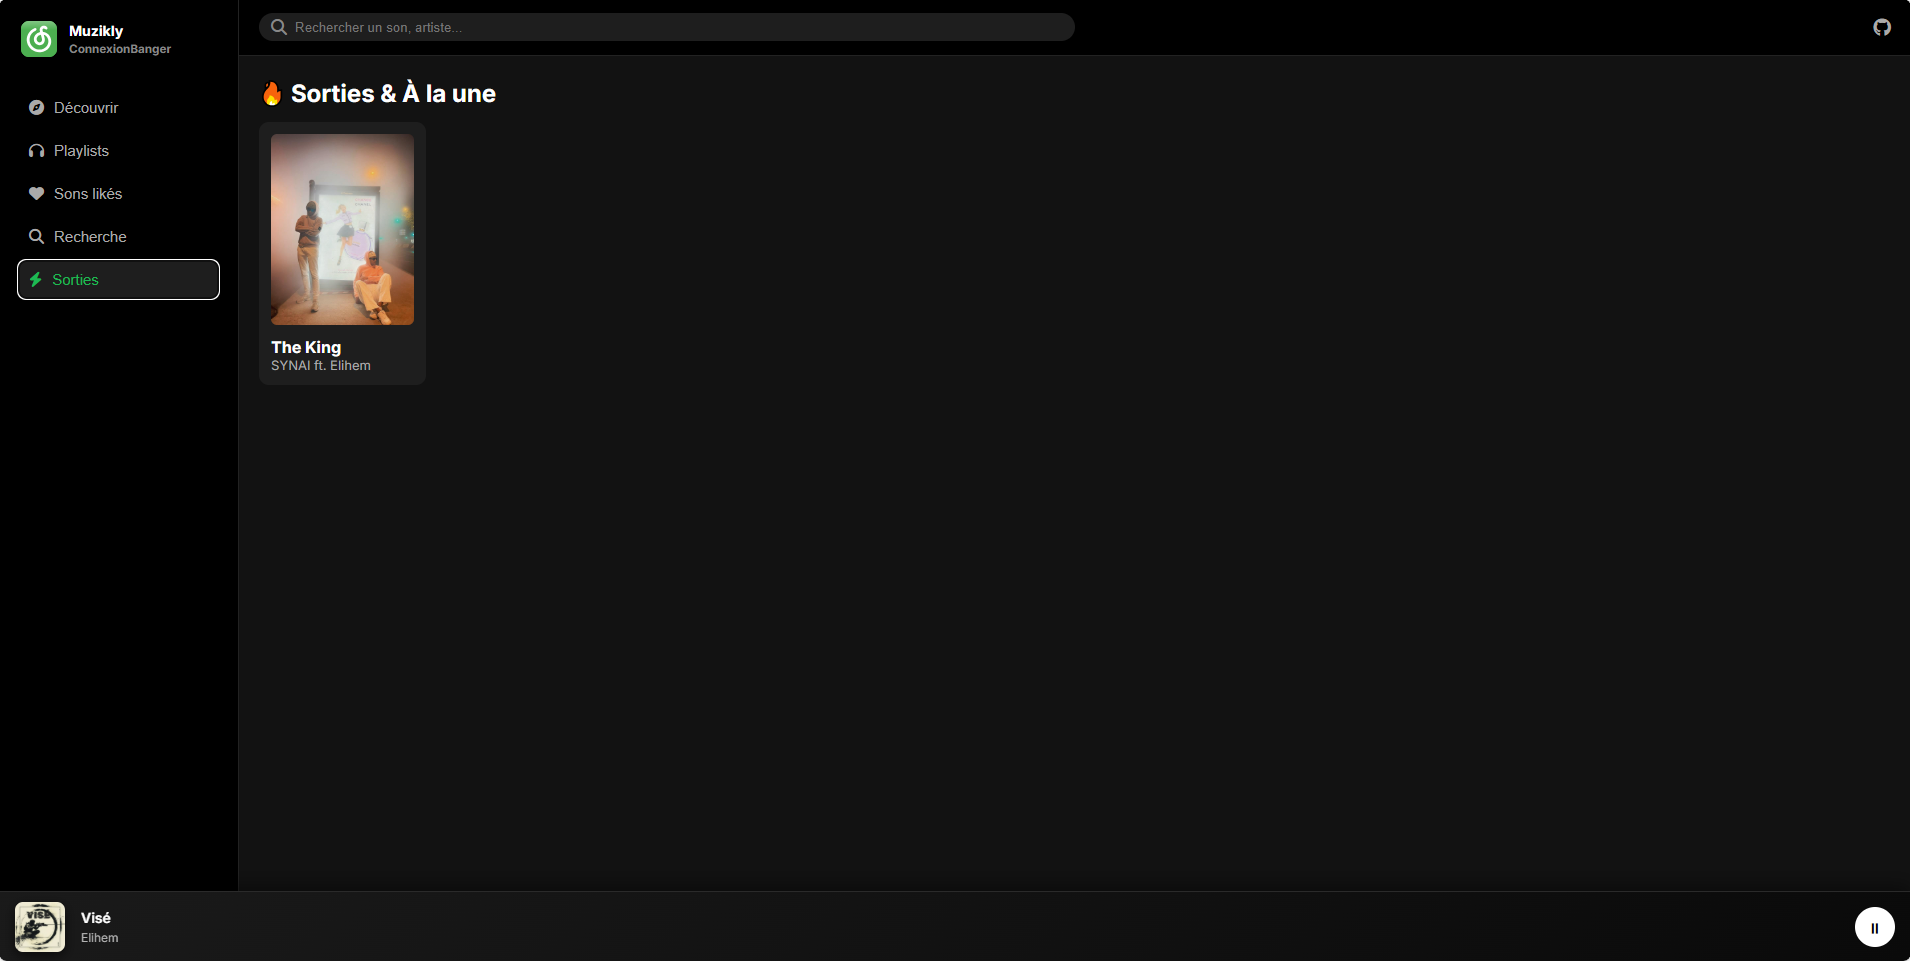 Muzikly
ConnexionBanger
Découvrir
Playlists
Sons likés
Recherche
Sorties
Rechercher un son, artiste...
🔥 Sorties & À la une
The King
SYNAI ft. Elihem
VISÉ
Visé
Elihem